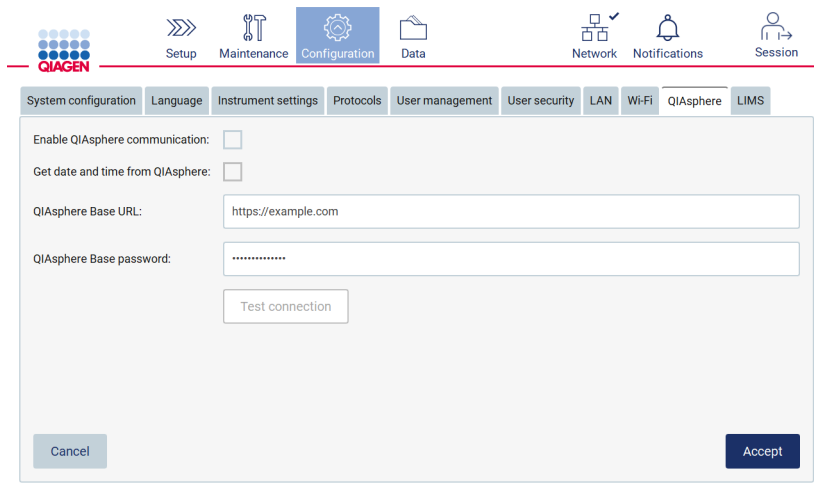 QIAGEN
Setup
Maintenance
Configuration
Data
Network
Notifications
Session
System configuration
Language
Instrument settings
Protocols
User management
User security
LAN
Wi-Fi
QIAsphere
LIMS
Enable QIAsphere communication:
Get date and time from QIAsphere:
QIAsphere Base URL:
https://example.com
QIAsphere Base password:
••••••••••••••
Test connection
Cancel
Accept